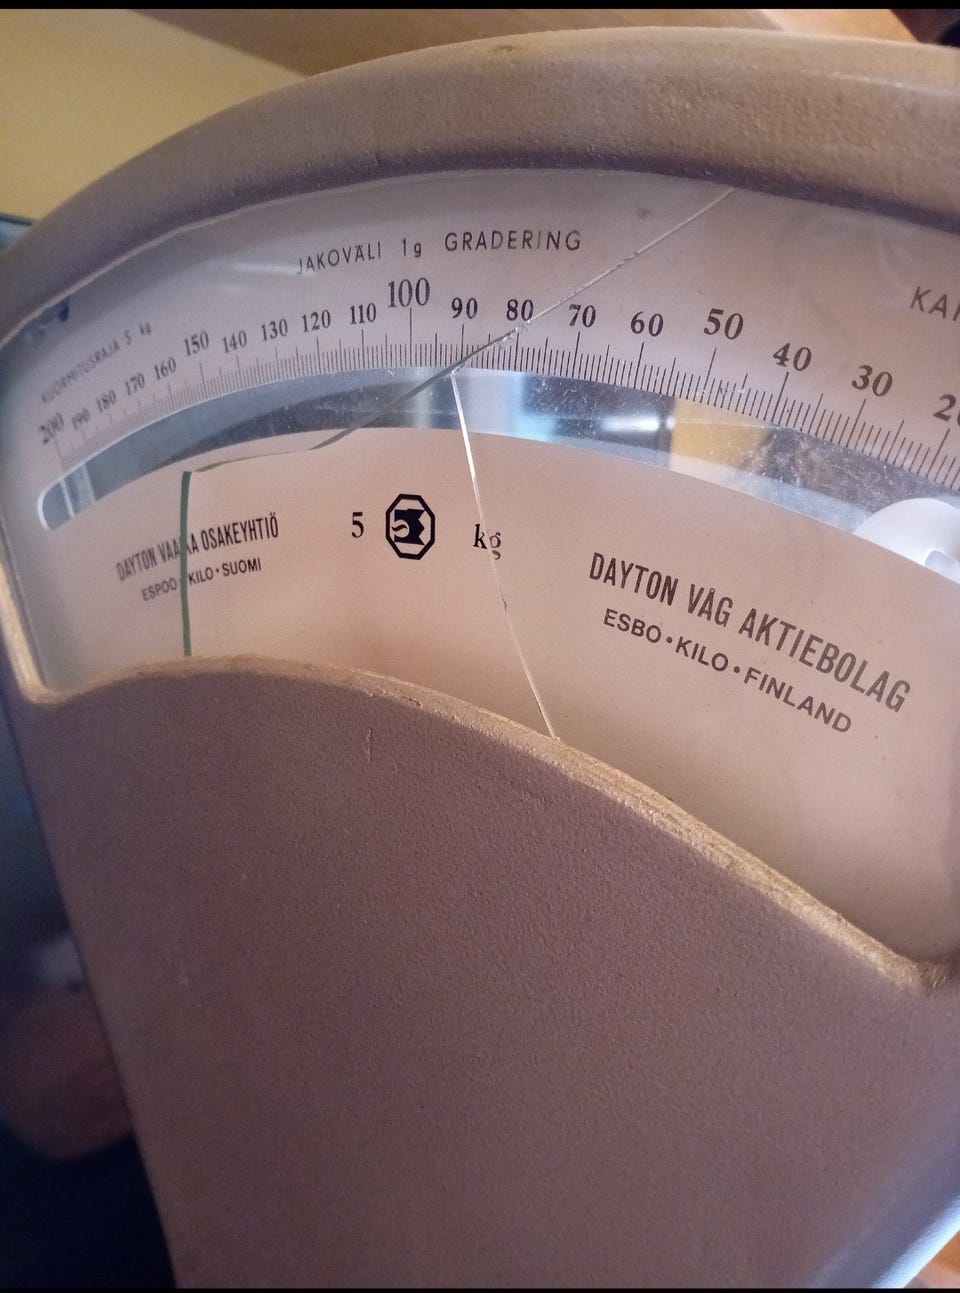 JAKOVÄLI 1g GRADERING
KUORMITUSRAJA 5 kg
200 190 180 170 160 150 140 130 120 110 100 90 80 70 60 50 40 30
5 kg
DAYTON VAAKA OSAKEYHTIÖ
ESPOO • KILO • SUOMI
DAYTON VÅG AKTIEBOLAG
ESBO • KILO • FINLAND